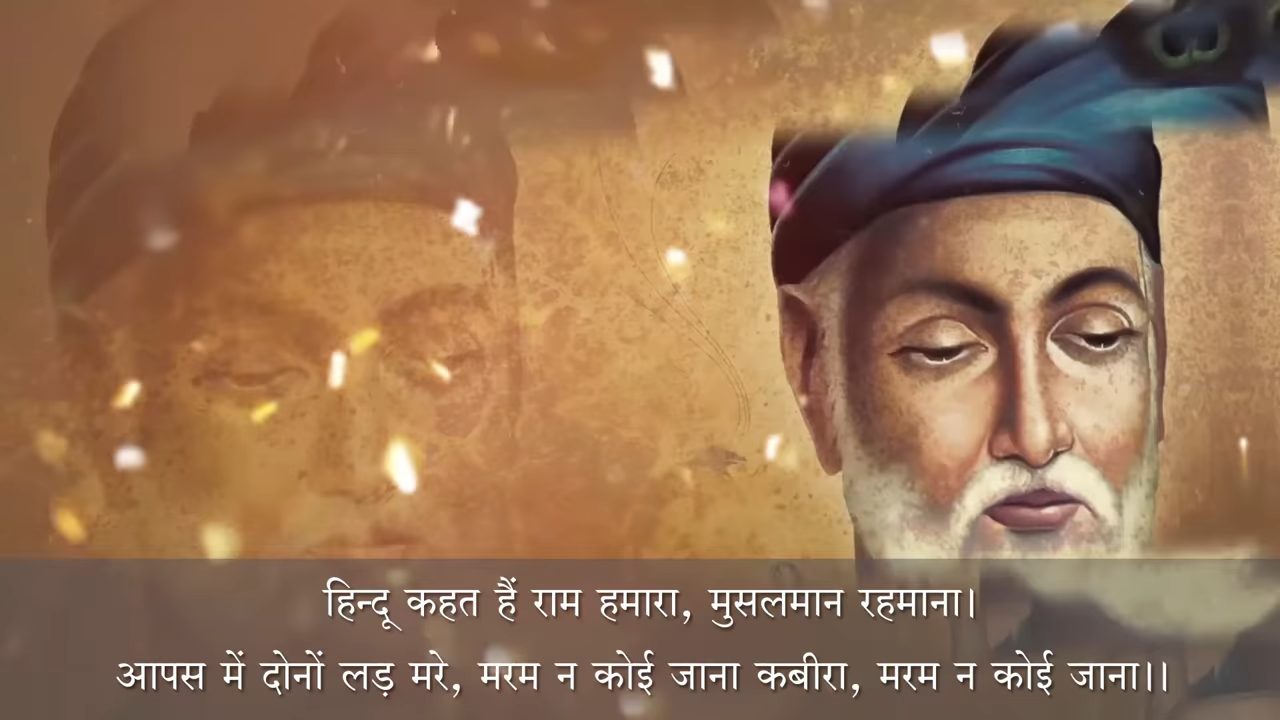 हिन्दू कहत हैं राम हमारा, मुसलमान रहमाना।
आपस में दोनों लड़ मरे, मरम न कोई जाना कबीरा, मरम न कोई जाना।।